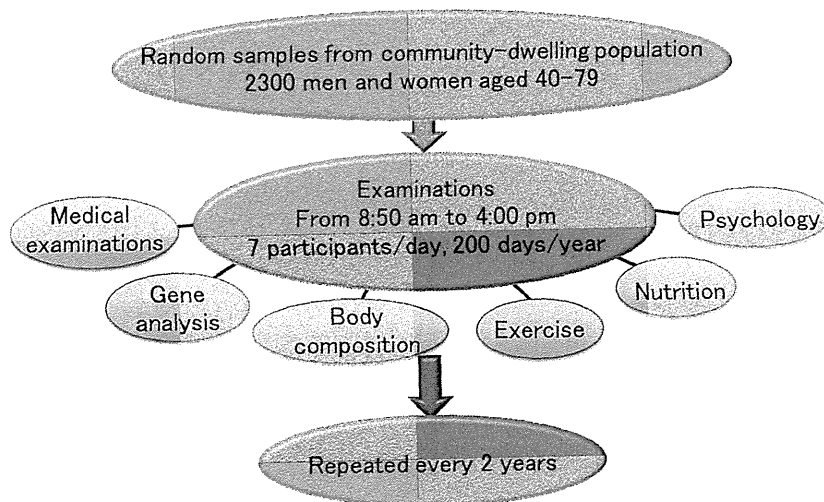 Random samples from community-dwelling population
2300 men and women aged 40-79
Examinations
From 8:50 am to 4:00 pm
7 participants/day, 200 days/year
Medical
examinations
Gene
analysis
Body
composition
Exercise
Nutrition
Psychology
Repeated every 2 years